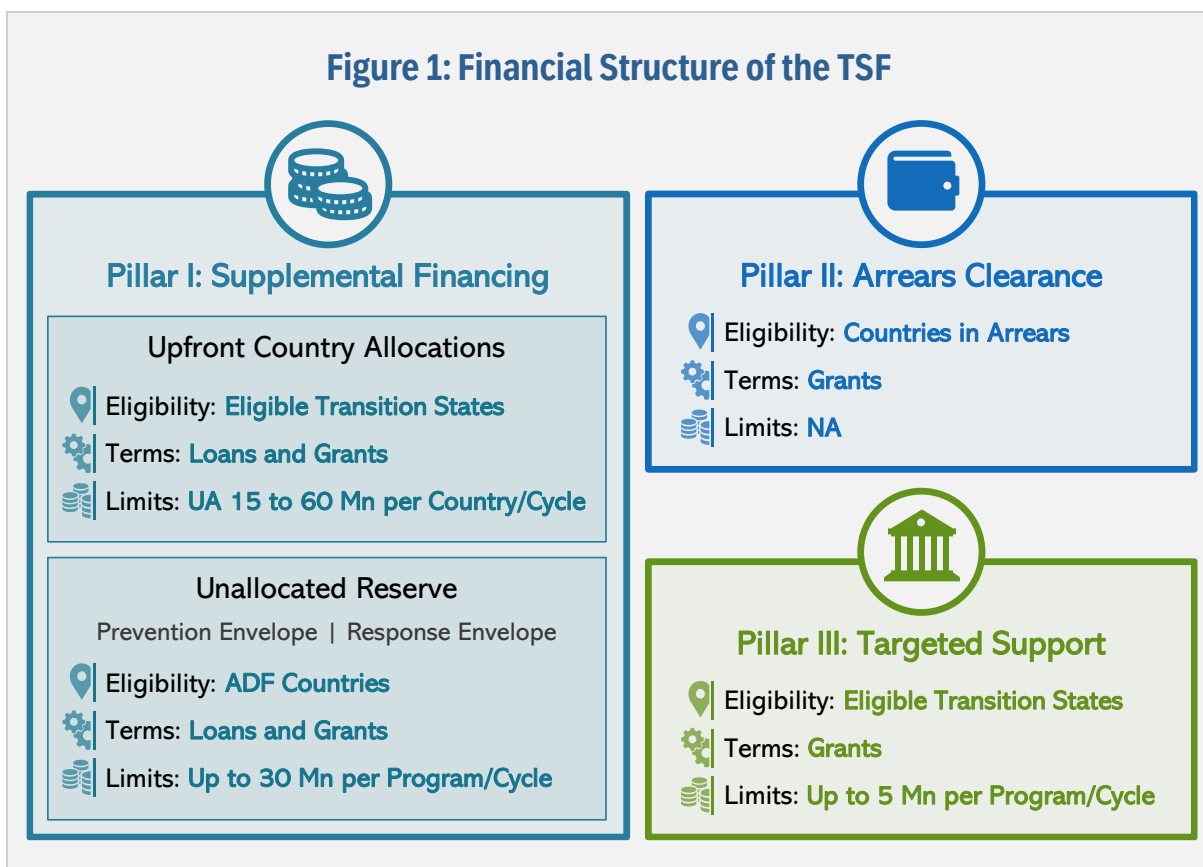 Figure 1: Financial Structure of the TSF
Pillar I: Supplemental Financing
Upfront Country Allocations
Eligibility: Eligible Transition States
Terms: Loans and Grants
Limits: UA 15 to 60 Mn per Country/Cycle
Unallocated Reserve
Prevention Envelope | Response Envelope
Eligibility: ADF Countries
Terms: Loans and Grants
Limits: Up to 30 Mn per Program/Cycle
Pillar II: Arrears Clearance
Eligibility: Countries in Arrears
Terms: Grants
Limits: NA
Pillar III: Targeted Support
Eligibility: Eligible Transition States
Terms: Grants
Limits: Up to 5 Mn per Program/Cycle